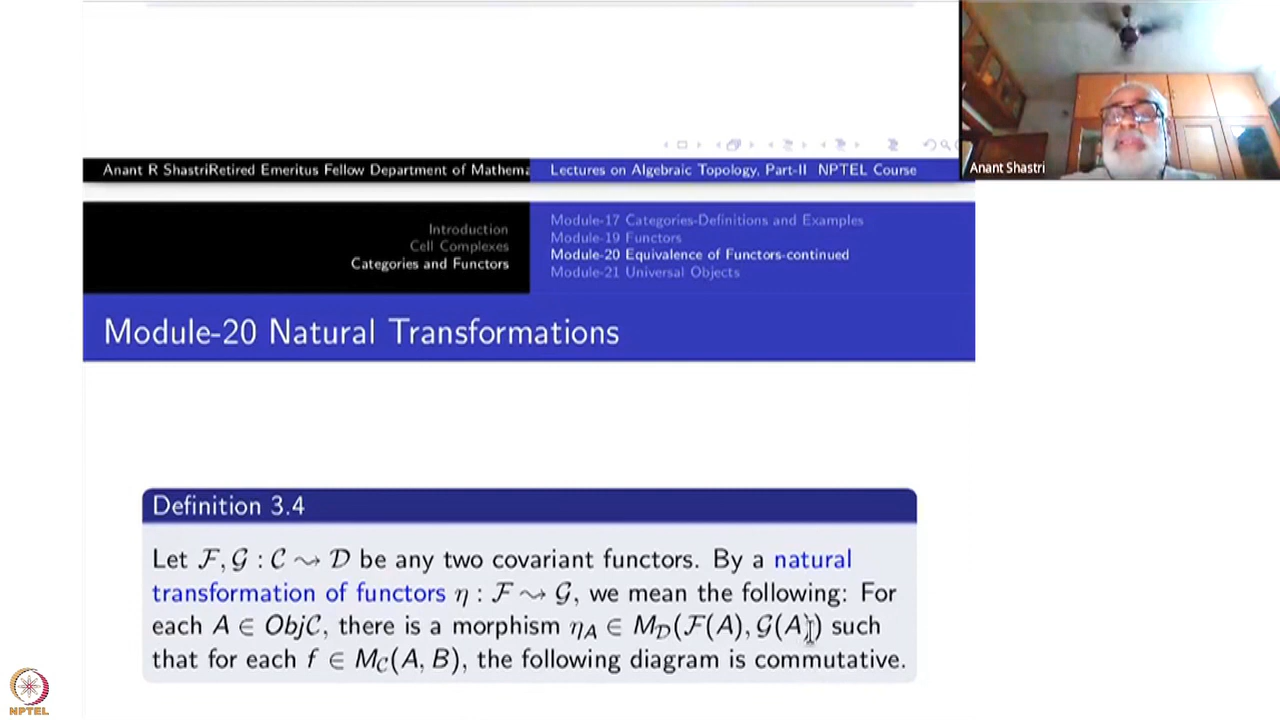 Anant Shastri
Anant R ShastriRetired Emeritus Fellow Department of Mathema
Lectures on Algebraic Topology, Part-II NPTEL Course
Introduction
Cell Complexes
Categories and Functors
Module-17 Categories-Definitions and Examples
Module-19 Functors
Module-20 Equivalence of Functors-continued
Module-21 Universal Objects
Module-20 Natural Transformations
Definition 3.4
Let ℱ, 𝒢 : 𝒞 ⇝ 𝒟 be any two covariant functors. By a natural
transformation of functors η : ℱ ⇝ 𝒢, we mean the following: For
each A ∈ Obj𝒞, there is a morphism η_A ∈ M_𝒟(ℱ(A), 𝒢(A)) such
that for each f ∈ M_𝒞(A, B), the following diagram is commutative.
NPTEL